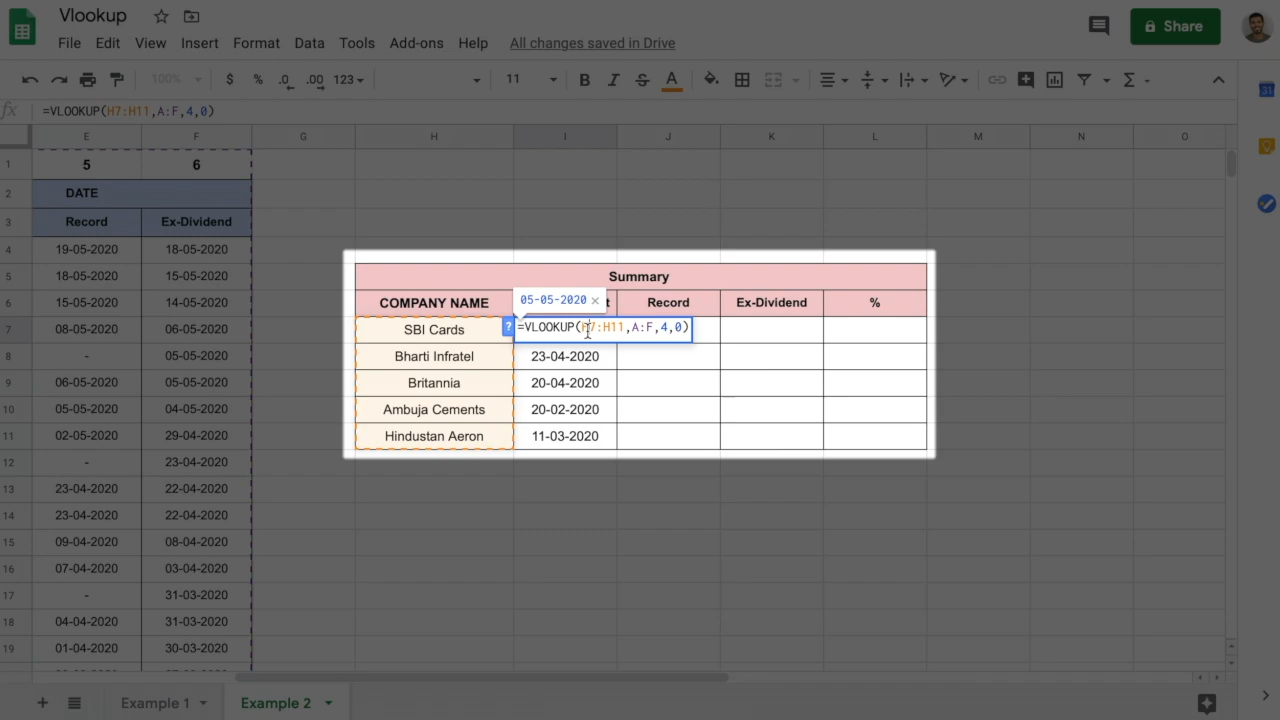 Vlookup
File Edit View Insert Format Data Tools Add-ons Help All changes saved in Drive
Share
100% $ % .0 .00 123 11 B I S A Σ
fx =VLOOKUP(H7:H11,A:F,4,0)
E F G H I J K L M N O
1 5 6
2 DATE
3 Record Ex-Dividend
4 19-05-2020 18-05-2020
5 18-05-2020 15-05-2020 Summary
6 15-05-2020 14-05-2020 COMPANY NAME 05-05-2020 × t Record Ex-Dividend %
7 08-05-2020 06-05-2020 SBI Cards ? =VLOOKUP(H7:H11,A:F,4,0)
8 - 05-05-2020 Bharti Infratel 23-04-2020
9 06-05-2020 05-05-2020 Britannia 20-04-2020
10 05-05-2020 04-05-2020 Ambuja Cements 20-02-2020
11 02-05-2020 29-04-2020 Hindustan Aeron 11-03-2020
12 - 23-04-2020
13 23-04-2020 22-04-2020
14 23-04-2020 22-04-2020
15 09-04-2020 08-04-2020
16 07-04-2020 03-04-2020
17 - 31-03-2020
18 04-04-2020 31-03-2020
19 01-04-2020 30-03-2020
Example 1 Example 2
31